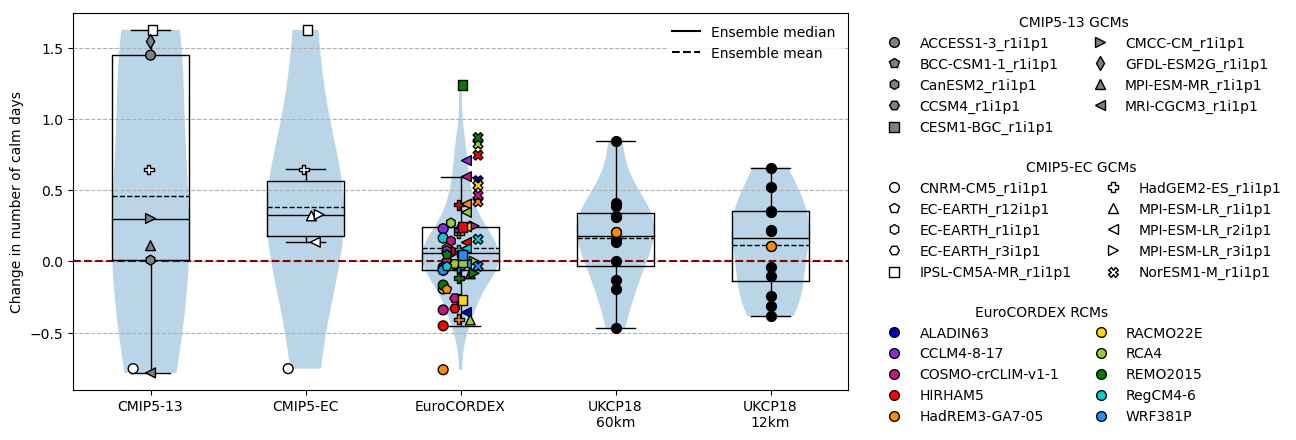 Change in number of calm days
1.5
1.0
0.5
0.0
−0.5
Ensemble median
Ensemble mean
CMIP5-13
CMIP5-EC
EuroCORDEX
UKCP18
60km
UKCP18
12km
CMIP5-13 GCMs
ACCESS1-3_r1i1p1
BCC-CSM1-1_r1i1p1
CanESM2_r1i1p1
CCSM4_r1i1p1
CESM1-BGC_r1i1p1
CMCC-CM_r1i1p1
GFDL-ESM2G_r1i1p1
MPI-ESM-MR_r1i1p1
MRI-CGCM3_r1i1p1
CMIP5-EC GCMs
CNRM-CM5_r1i1p1
EC-EARTH_r12i1p1
EC-EARTH_r1i1p1
EC-EARTH_r3i1p1
IPSL-CM5A-MR_r1i1p1
HadGEM2-ES_r1i1p1
MPI-ESM-LR_r1i1p1
MPI-ESM-LR_r2i1p1
MPI-ESM-LR_r3i1p1
NorESM1-M_r1i1p1
EuroCORDEX RCMs
ALADIN63
CCLM4-8-17
COSMO-crCLIM-v1-1
HIRHAM5
HadREM3-GA7-05
RACMO22E
RCA4
REMO2015
RegCM4-6
WRF381P